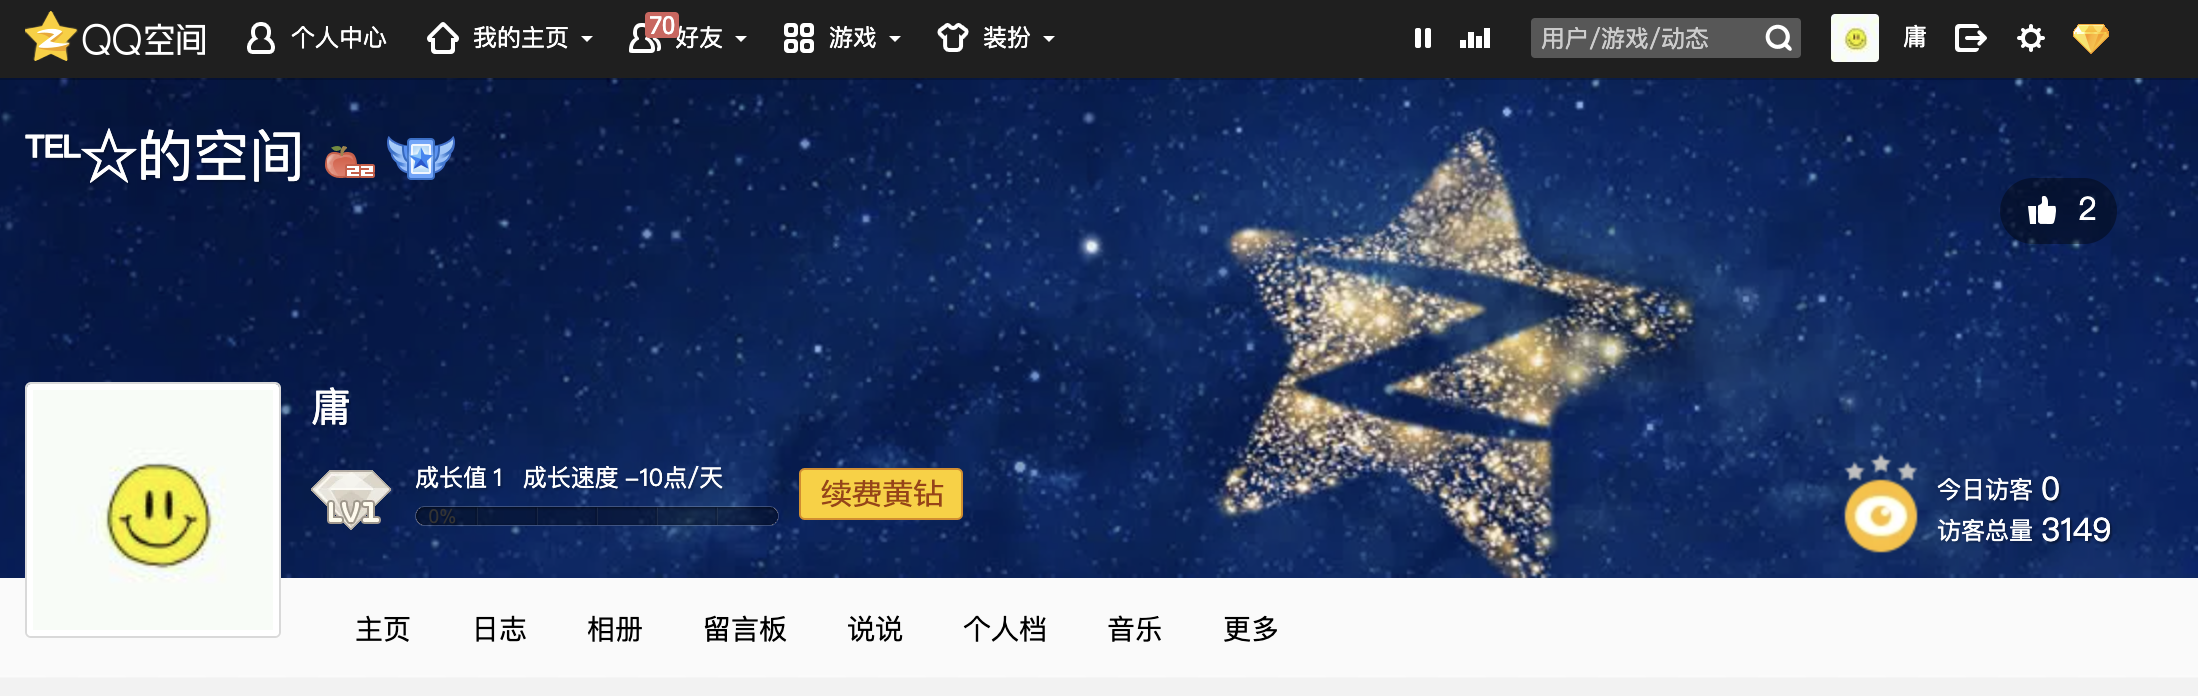 QQ空间 个人中心 我的主页 70 好友 游戏 装扮 用户/游戏/动态 庸
TEL☆的空间 22
2
庸
LV1 成长值 1 成长速度 -10点/天 续费黄钻
0%
今日访客 0
访客总量 3149
主页 日志 相册 留言板 说说 个人档 音乐 更多